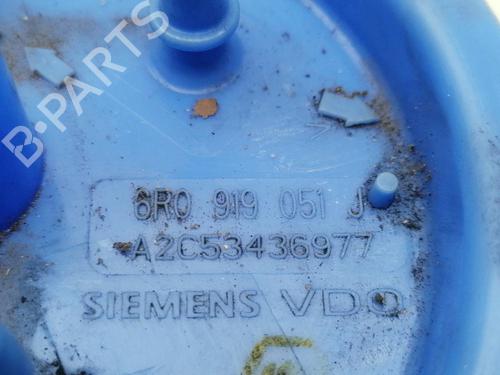 B-PARTS
6R0 919 051 J
A2C53436977
SIEMENS VDO